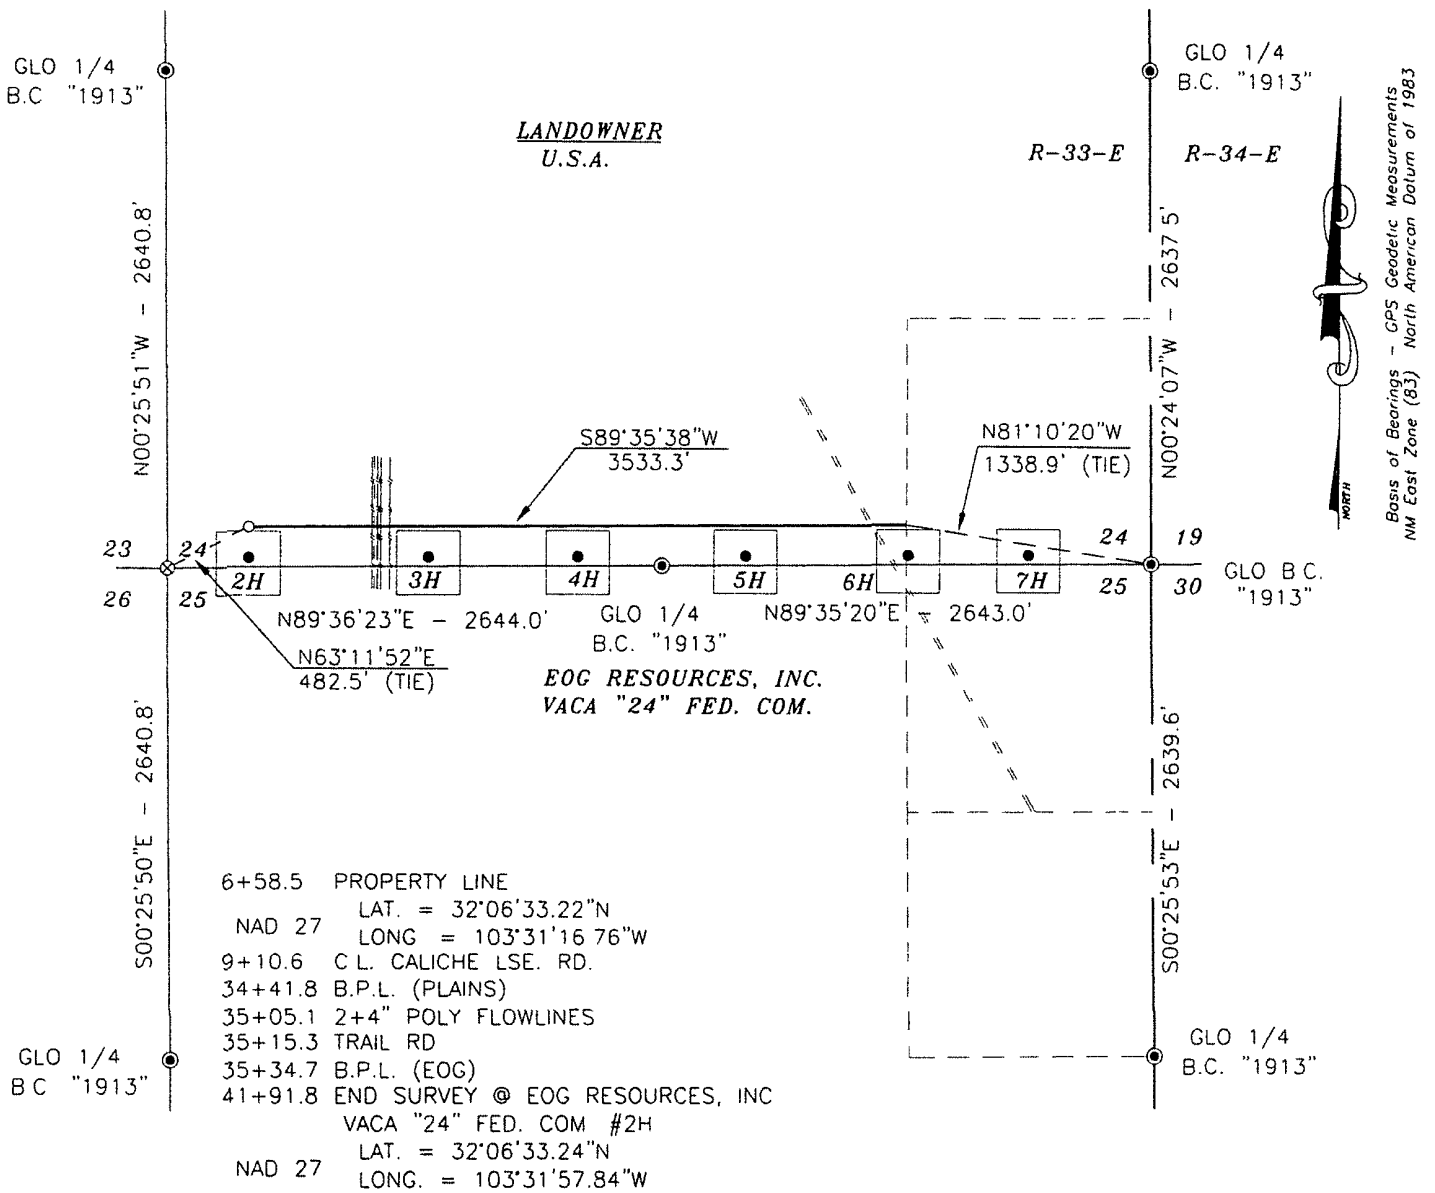 GLO 1/4
B.C "1913"
GLO 1/4
B.C. "1913"
LANDOWNER
U.S.A.
R-33-E
R-34-E
N00°25'51"W - 2640.8'
N00°24'07"W - 2637 5'
Basis of Bearings - GPS Geodetic Measurements
NM East Zone (83) North American Datum of 1983
NORTH
S89°35'38"W
3533.3'
N81°10'20"W
1338.9' (TIE)
23
24
26
25
2H
3H
4H
5H
6H
7H
24
19
25
30
GLO B C.
"1913"
N89°36'23"E - 2644.0'
GLO 1/4
B.C. "1913"
N89°35'20"E - 2643.0'
N63°11'52"E
482.5' (TIE)
EOG RESOURCES, INC.
VACA "24" FED. COM.
S00°25'50"E - 2640.8'
S00°25'53"E - 2639.6'
6+58.5 PROPERTY LINE
LAT. = 32°06'33.22"N
NAD 27
LONG = 103°31'16 76"W
9+10.6 C L. CALICHE LSE. RD.
34+41.8 B.P.L. (PLAINS)
35+05.1 2+4" POLY FLOWLINES
35+15.3 TRAIL RD
35+34.7 B.P.L. (EOG)
41+91.8 END SURVEY @ EOG RESOURCES, INC
VACA "24" FED. COM #2H
LAT. = 32°06'33.24"N
NAD 27
LONG. = 103°31'57.84"W
GLO 1/4
B C "1913"
GLO 1/4
B.C. "1913"